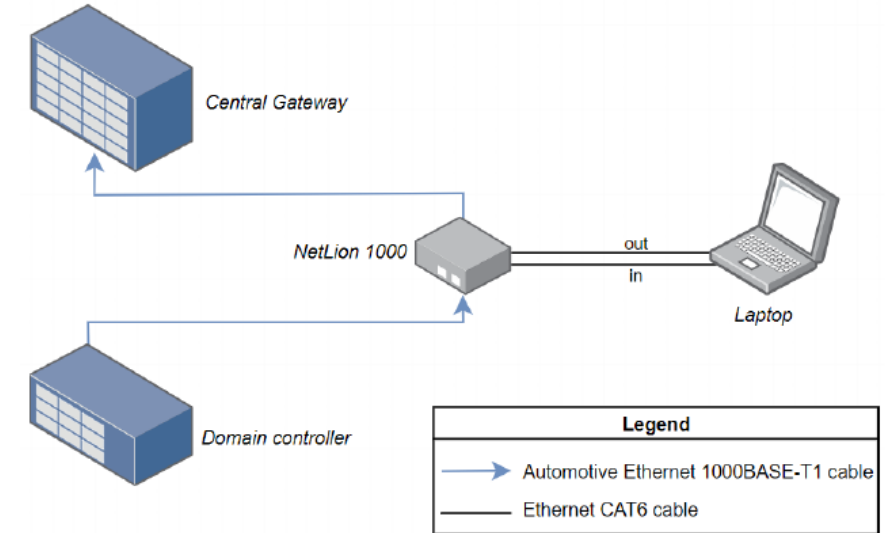 Central Gateway
NetLion 1000
out
in
Laptop
Domain controller
Legend
Automotive Ethernet 1000BASE-T1 cable
Ethernet CAT6 cable